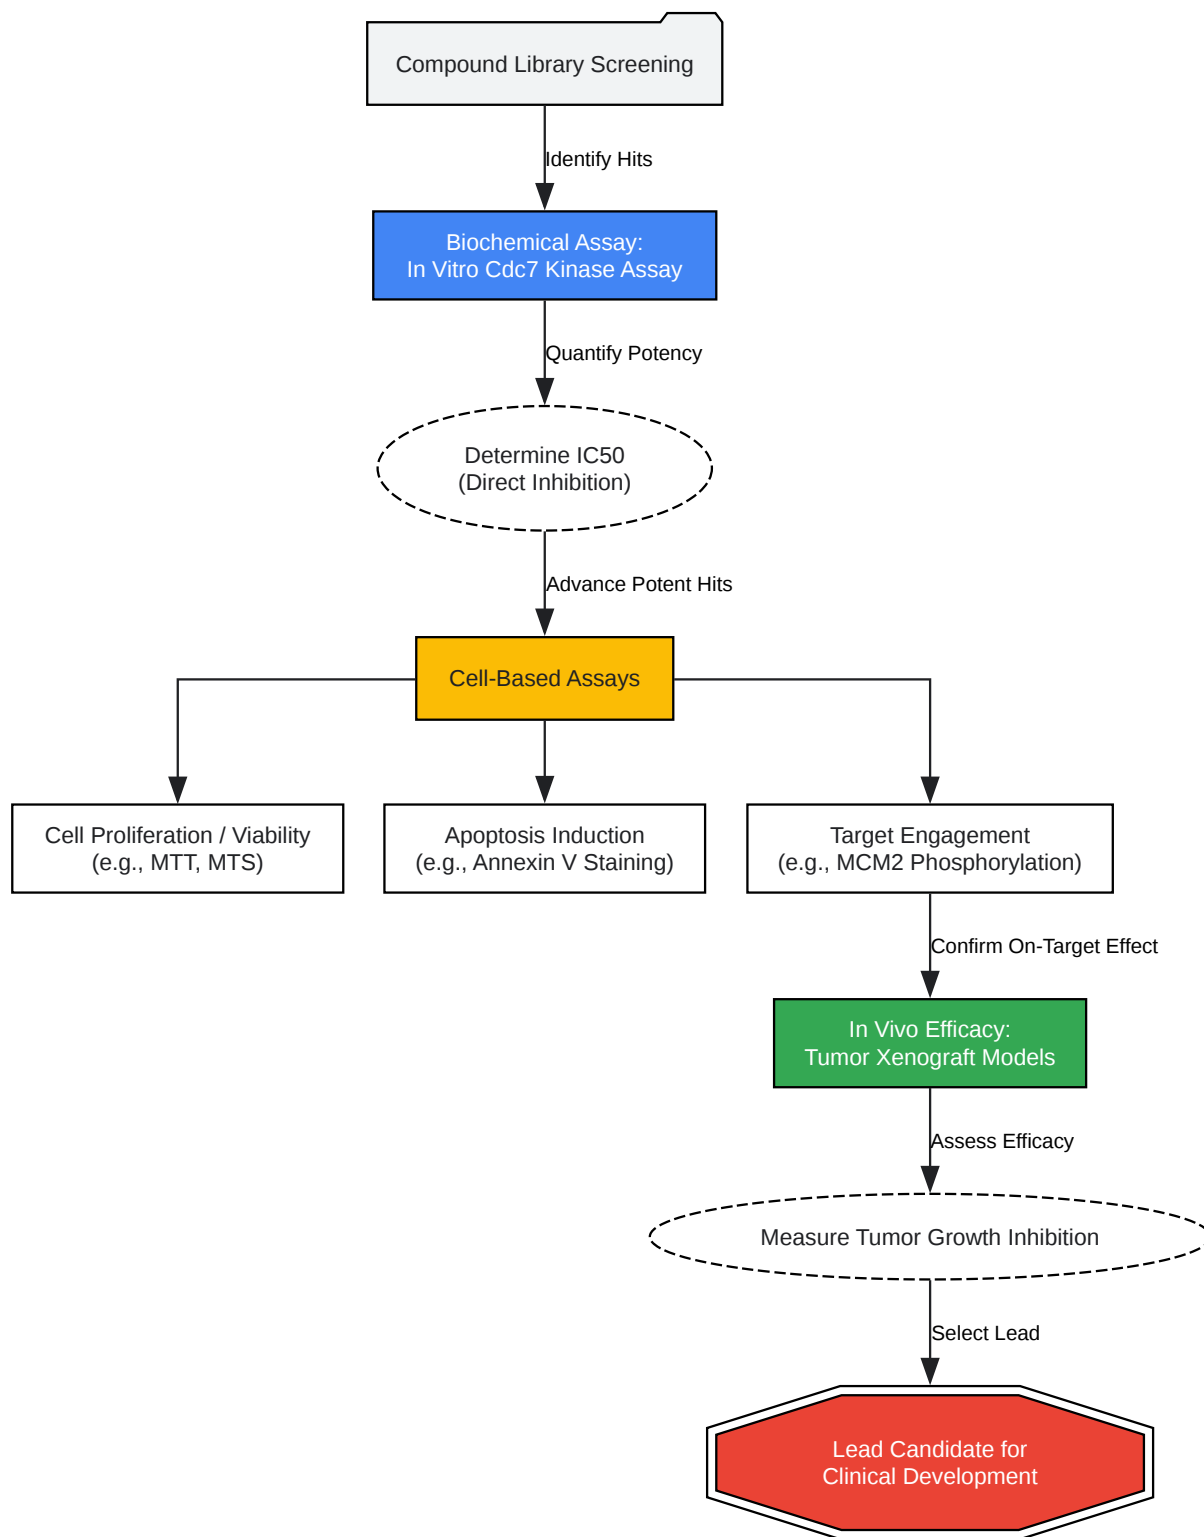 Compound Library Screening
Identify Hits
Biochemical Assay:
In Vitro Cdc7 Kinase Assay
Quantify Potency
Determine IC50
(Direct Inhibition)
Advance Potent Hits
Cell-Based Assays
Cell Proliferation / Viability
(e.g., MTT, MTS)
Apoptosis Induction
(e.g., Annexin V Staining)
Target Engagement
(e.g., MCM2 Phosphorylation)
Confirm On-Target Effect
In Vivo Efficacy:
Tumor Xenograft Models
Assess Efficacy
Measure Tumor Growth Inhibition
Select Lead
Lead Candidate for
Clinical Development